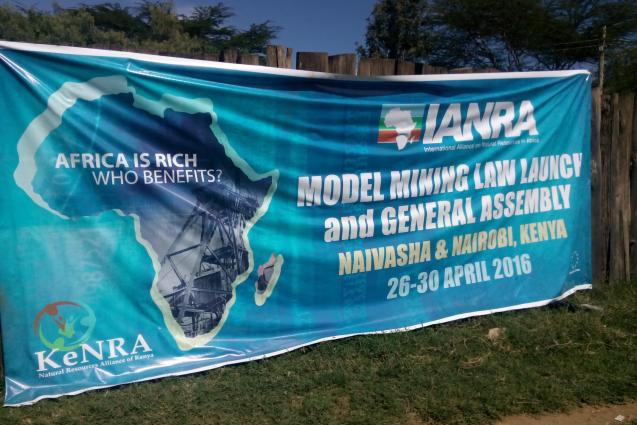 AFRICA IS RICH
WHO BENEFITS?
KeNRA
Natural Resources Alliance of Kenya
IANRA
International Alliance on Natural Resources in Africa
MODEL MINING LAW LAUNCH
and GENERAL ASSEMBLY
NAIVASHA & NAIROBI, KENYA
26-30 APRIL 2016